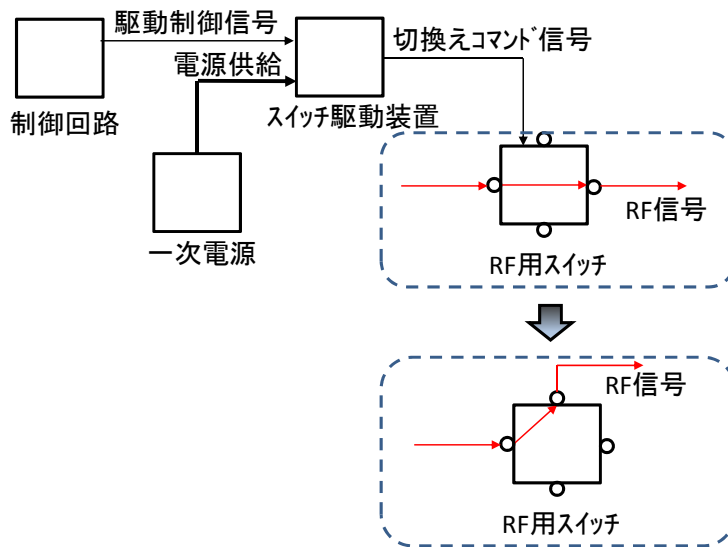 駆動制御信号
電源供給
切換えｺﾏﾝﾄﾞ信号
制御回路
スイッチ駆動装置
一次電源
RF信号
RF用スイッチ
RF信号
RF用スイッチ